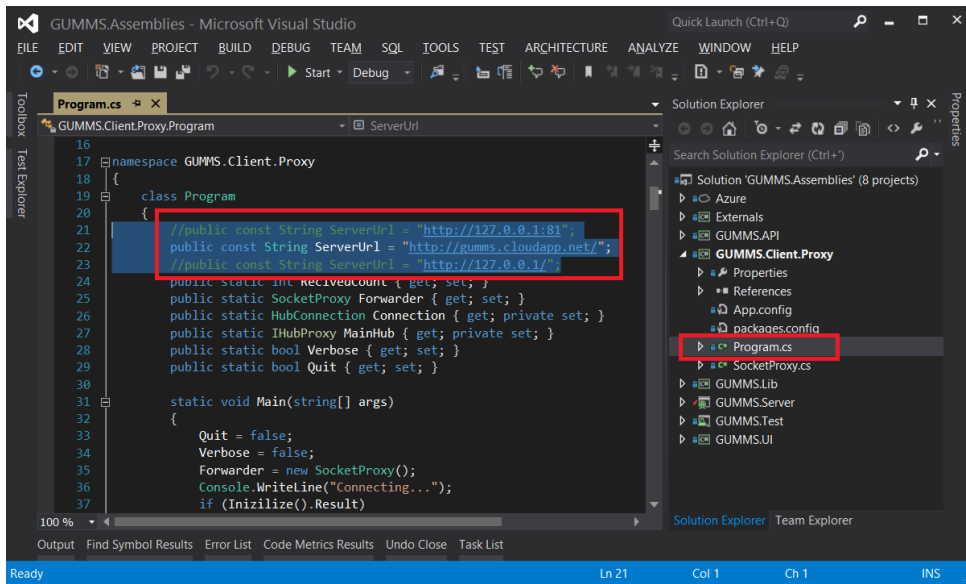 GUMMS.Assemblies - Microsoft Visual Studio
Quick Launch (Ctrl+Q)
FILE EDIT VIEW PROJECT BUILD DEBUG TEAM SQL TOOLS TEST ARCHITECTURE ANALYZE WINDOW HELP
Start Debug
Toolbox
Test Explorer
Program.cs
GUMMS.Client.Proxy.Program ServerUrl
16
17 namespace GUMMS.Client.Proxy
18 {
19 class Program
20 {
21 //public const String ServerUrl = "http://127.0.0.1:81";
22 public const String ServerUrl = "http://gumms.cloudapp.net/";
23 //public const String ServerUrl = "http://127.0.0.1/";
24 public static int RecivedCount { get; set; }
25 public static SocketProxy Forwarder { get; set; }
26 public static HubConnection Connection { get; private set; }
27 public static IHubProxy MainHub { get; private set; }
28 public static bool Verbose { get; set; }
29 public static bool Quit { get; set; }
30
31 static void Main(string[] args)
32 {
33 Quit = false;
34 Verbose = false;
35 Forwarder = new SocketProxy();
36 Console.WriteLine("Connecting...");
37 if (Inizilize().Result)
100 %
Output Find Symbol Results Error List Code Metrics Results Undo Close Task List
Solution Explorer
Search Solution Explorer (Ctrl+')
Solution 'GUMMS.Assemblies' (8 projects)
Azure
Externals
GUMMS.API
GUMMS.Client.Proxy
Properties
References
App.config
packages.config
Program.cs
SocketProxy.cs
GUMMS.Lib
GUMMS.Server
GUMMS.Test
GUMMS.UI
Solution Explorer Team Explorer
Properties
Ready Ln 21 Col 1 Ch 1 INS